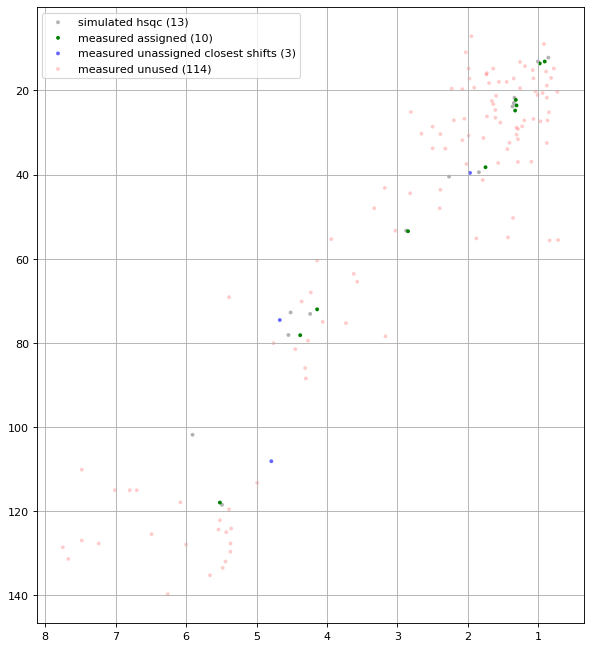 simulated hsqc (13)
measured assigned (10)
measured unassigned closest shifts (3)
measured unused (114)
20
40
60
80
100
120
140
8 7 6 5 4 3 2 1